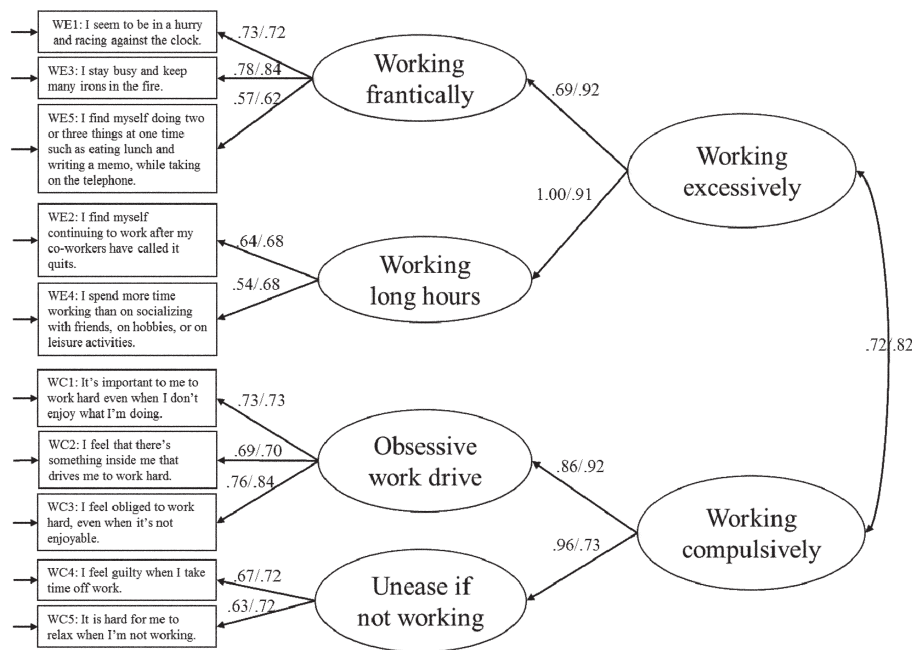 WE1: I seem to be in a hurry
and racing against the clock.
.73/.72
WE3: I stay busy and keep
many irons in the fire.
.78/.84
WE5: I find myself doing two
or three things at one time
such as eating lunch and
writing a memo, while taking
on the telephone.
.57/.62
Working
frantically
.69/.92
WE2: I find myself
continuing to work after my
co-workers have called it
quits.
.64/.68
WE4: I spend more time
working than on socializing
with friends, on hobbies, or on
leisure activities.
.54/.68
Working
long hours
1.00/.91
Working
excessively
.72/.82
WC1: It's important to me to
work hard even when I don't
enjoy what I'm doing.
.73/.73
WC2: I feel that there's
something inside me that
drives me to work hard.
.69/.70
WC3: I feel obliged to work
hard, even when it's not
enjoyable.
.76/.84
Obsessive
work drive
.86/.92
WC4: I feel guilty when I take
time off work.
.67/.72
WC5: It is hard for me to
relax when I'm not working.
.63/.72
Unease if
not working
.96/.73
Working
compulsively